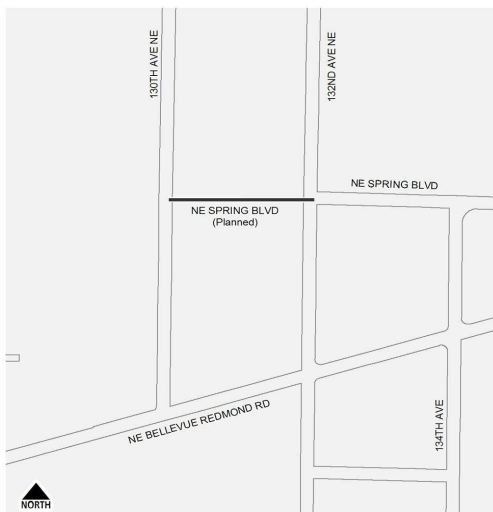 130TH AVE NE
132ND AVE NE
NE SPRING BLVD
NE SPRING BLVD
(Planned)
NE BELLEVUE REDMOND RD
134TH AVE
NORTH